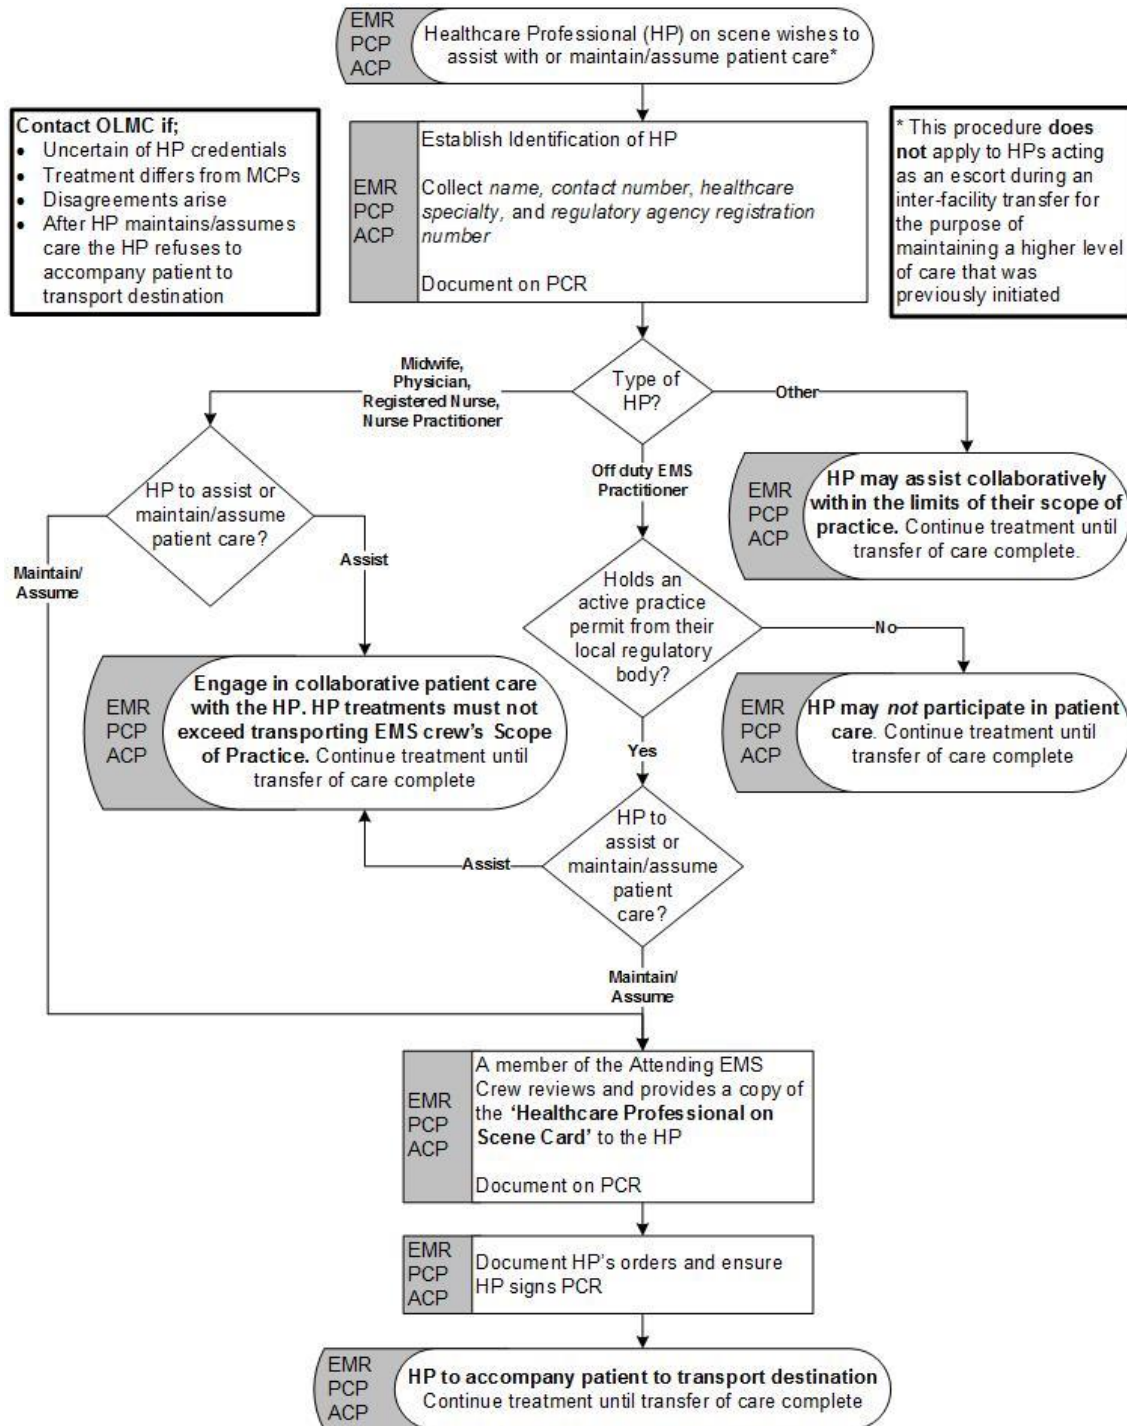 EMR
PCP
ACP
Healthcare Professional (HP) on scene wishes to
assist with or maintain/assume patient care*
Contact OLMC if;
• Uncertain of HP credentials
• Treatment differs from MCPs
• Disagreements arise
• After HP maintains/assumes
care the HP refuses to
accompany patient to
transport destination
EMR
PCP
ACP
Establish Identification of HP
Collect name, contact number, healthcare
specialty, and regulatory agency registration
number
Document on PCR
* This procedure does
not apply to HPs acting
as an escort during an
inter-facility transfer for
the purpose of
maintaining a higher level
of care that was
previously initiated
Type of
HP?
Midwife,
Physician,
Registered Nurse,
Nurse Practitioner
Other
Off duty EMS
Practitioner
HP to assist or
maintain/assume
patient care?
Maintain/
Assume
Assist
EMR
PCP
ACP
HP may assist collaboratively
within the limits of their scope of
practice. Continue treatment until
transfer of care complete.
Holds an
active practice
permit from their
local regulatory
body?
No
Yes
EMR
PCP
ACP
Engage in collaborative patient care
with the HP. HP treatments must not
exceed transporting EMS crew's Scope
of Practice. Continue treatment until
transfer of care complete
EMR
PCP
ACP
HP may not participate in patient
care. Continue treatment until
transfer of care complete
HP to
assist or
maintain/assume
patient
care?
Assist
Maintain/
Assume
EMR
PCP
ACP
A member of the Attending EMS
Crew reviews and provides a copy of
the ‘Healthcare Professional on
Scene Card’ to the HP
Document on PCR
EMR
PCP
ACP
Document HP's orders and ensure
HP signs PCR
EMR
PCP
ACP
HP to accompany patient to transport destination
Continue treatment until transfer of care complete